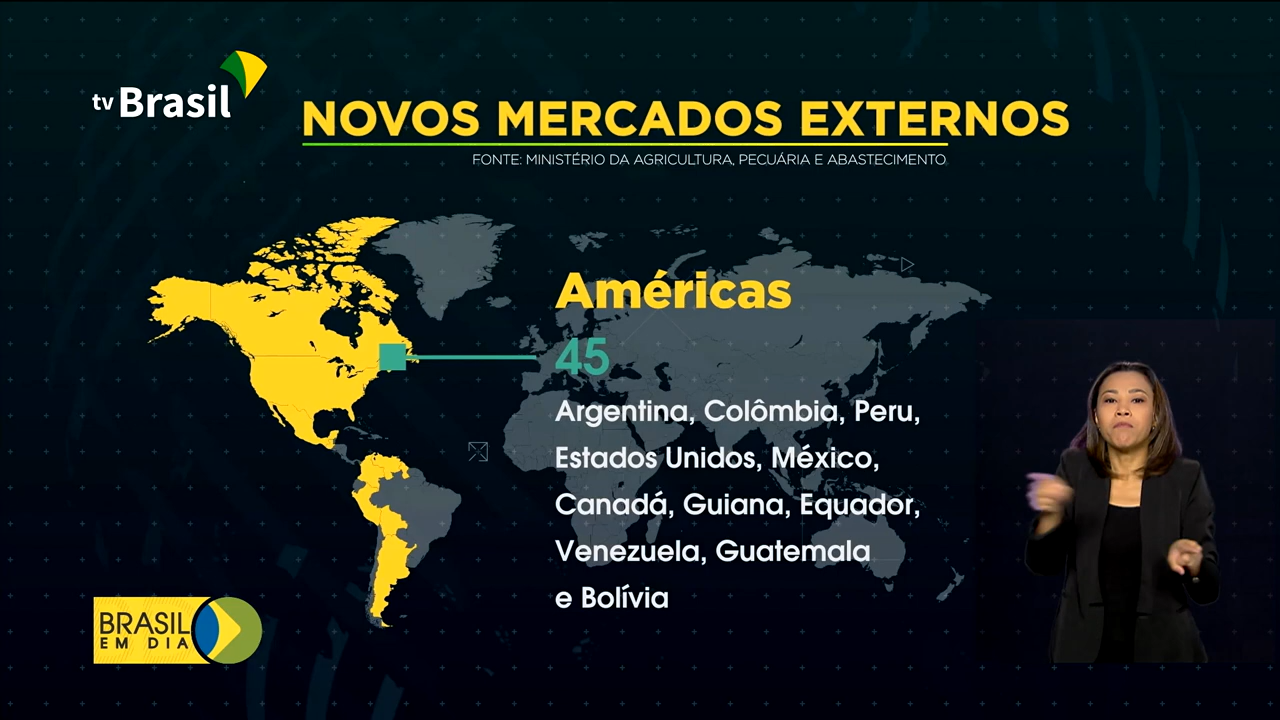 tv Brasil
NOVOS MERCADOS EXTERNOS
FONTE: MINISTÉRIO DA AGRICULTURA, PECUÁRIA E ABASTECIMENTO
Américas
45
Argentina, Colômbia, Peru,
Estados Unidos, México,
Canadá, Guiana, Equador,
Venezuela, Guatemala
e Bolívia
BRASIL
EM DIA